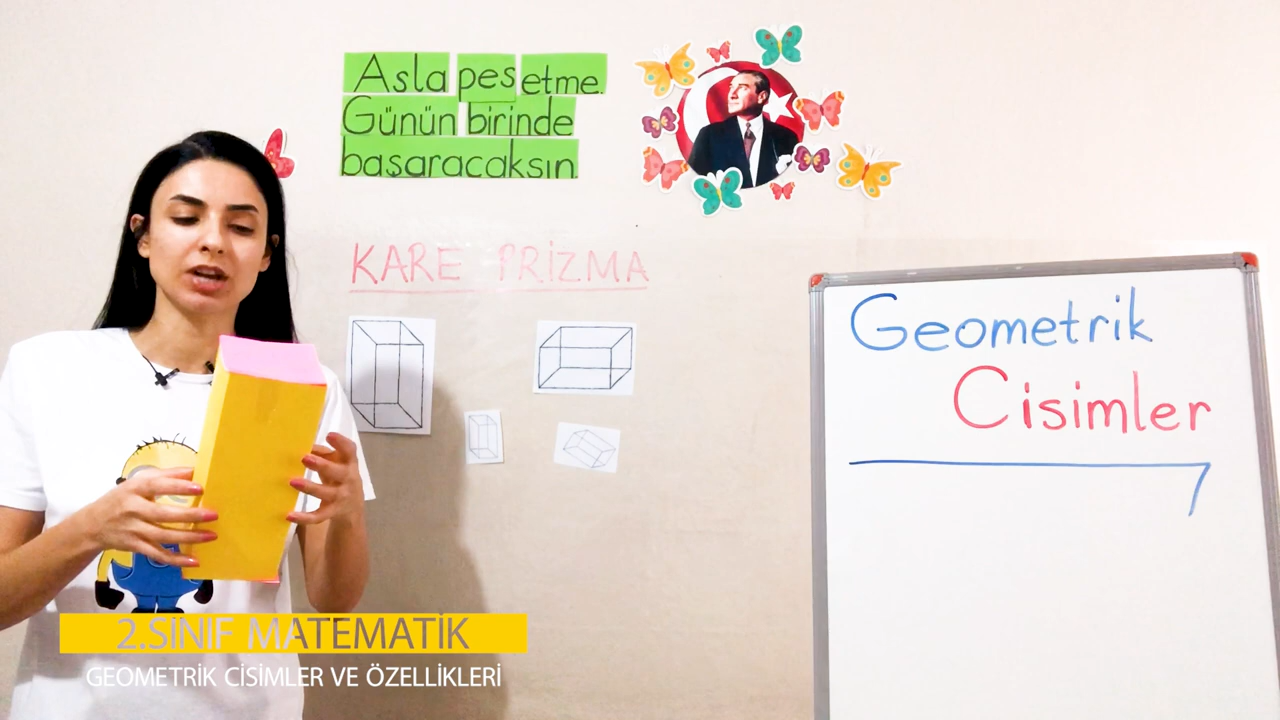 Asla pes etme.
Günün birinde
başaracaksın.
KARE PRİZMA
Geometrik
Cisimler
2.SINIF MATEMATİK
GEOMETRİK CİSİMLER VE ÖZELLİKLERİ